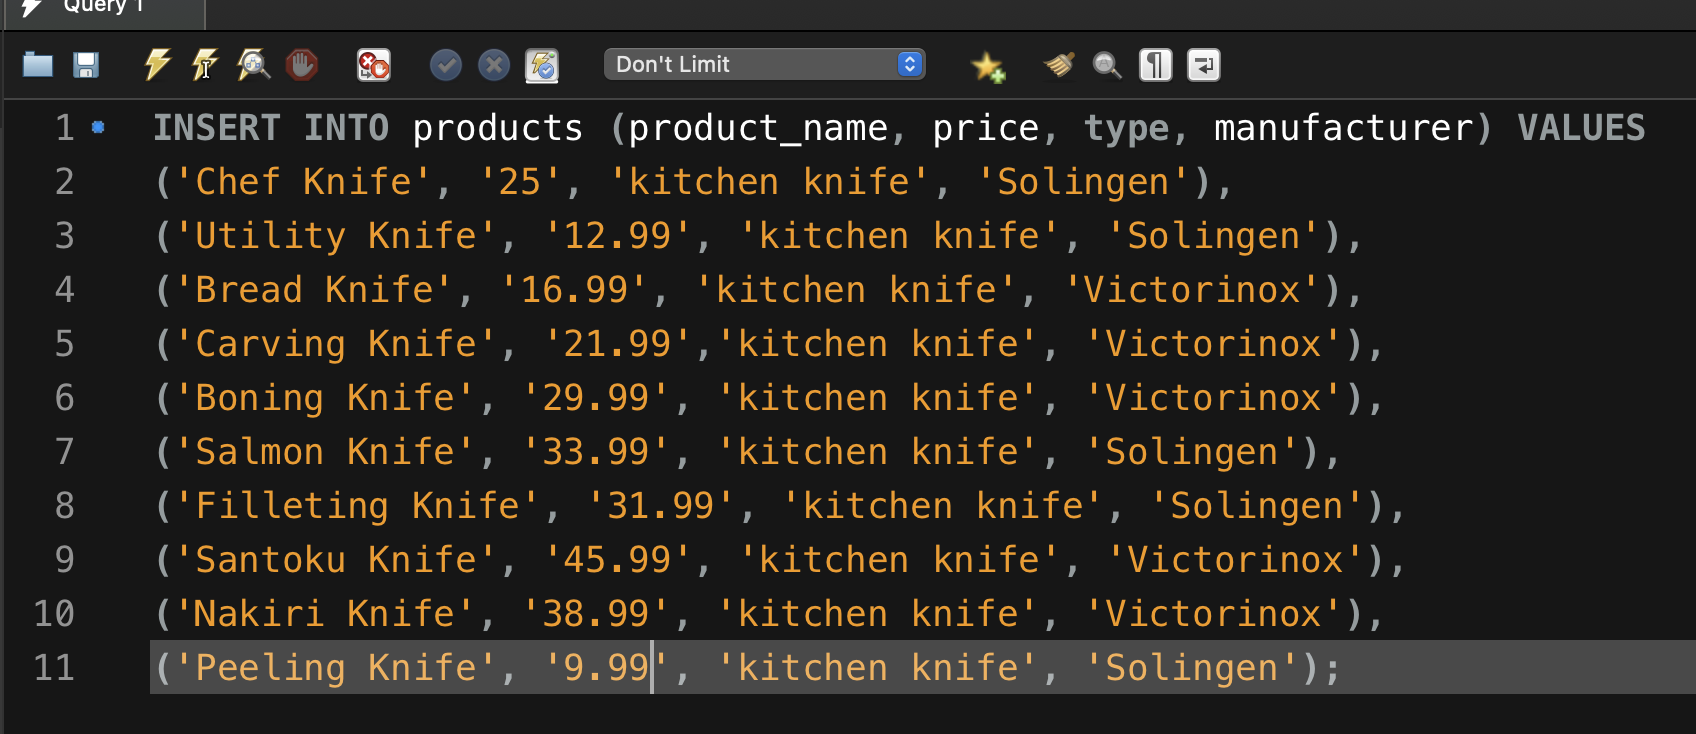 Query 1
Don't Limit
1 INSERT INTO products (product_name, price, type, manufacturer) VALUES
2 ('Chef Knife', '25', 'kitchen knife', 'Solingen'),
3 ('Utility Knife', '12.99', 'kitchen knife', 'Solingen'),
4 ('Bread Knife', '16.99', 'kitchen knife', 'Victorinox'),
5 ('Carving Knife', '21.99','kitchen knife', 'Victorinox'),
6 ('Boning Knife', '29.99', 'kitchen knife', 'Victorinox'),
7 ('Salmon Knife', '33.99', 'kitchen knife', 'Solingen'),
8 ('Filleting Knife', '31.99', 'kitchen knife', 'Solingen'),
9 ('Santoku Knife', '45.99', 'kitchen knife', 'Victorinox'),
10 ('Nakiri Knife', '38.99', 'kitchen knife', 'Victorinox'),
11 ('Peeling Knife', '9.99', 'kitchen knife', 'Solingen');